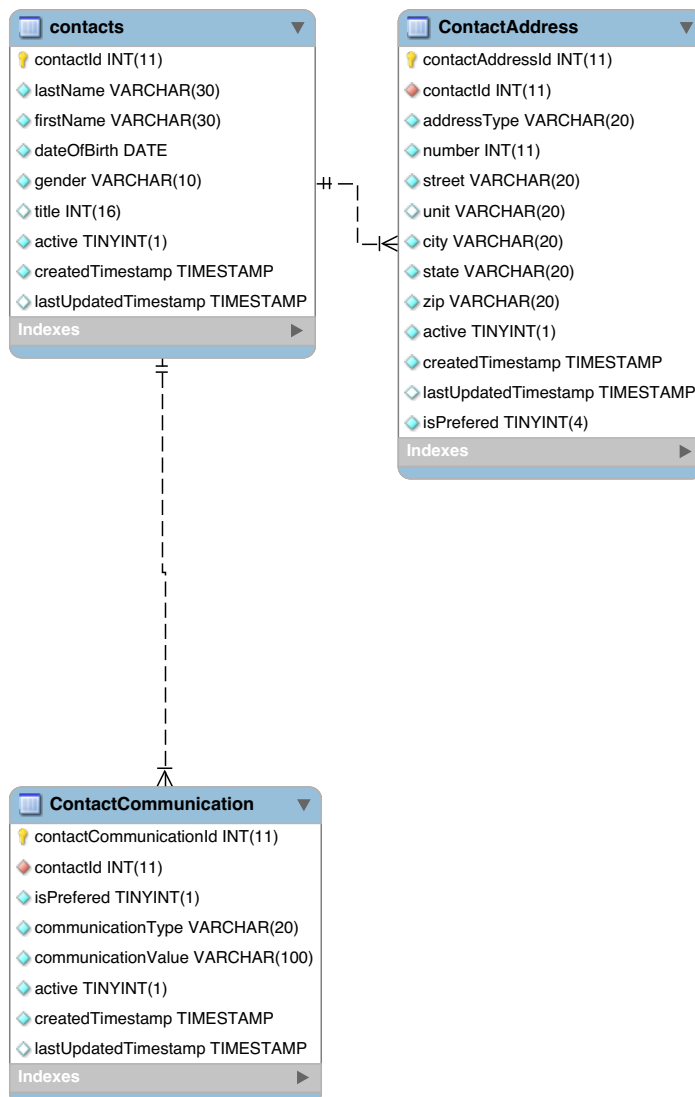 contacts
contactId INT(11)
lastName VARCHAR(30)
firstName VARCHAR(30)
dateOfBirth DATE
gender VARCHAR(10)
title INT(16)
active TINYINT(1)
createdTimestamp TIMESTAMP
lastUpdatedTimestamp TIMESTAMP
Indexes
ContactAddress
contactAddressId INT(11)
contactId INT(11)
addressType VARCHAR(20)
number INT(11)
street VARCHAR(20)
unit VARCHAR(20)
city VARCHAR(20)
state VARCHAR(20)
zip VARCHAR(20)
active TINYINT(1)
createdTimestamp TIMESTAMP
lastUpdatedTimestamp TIMESTAMP
isPrefered TINYINT(4)
Indexes
ContactCommunication
contactCommunicationId INT(11)
contactId INT(11)
isPrefered TINYINT(1)
communicationType VARCHAR(20)
communicationValue VARCHAR(100)
active TINYINT(1)
createdTimestamp TIMESTAMP
lastUpdatedTimestamp TIMESTAMP
Indexes